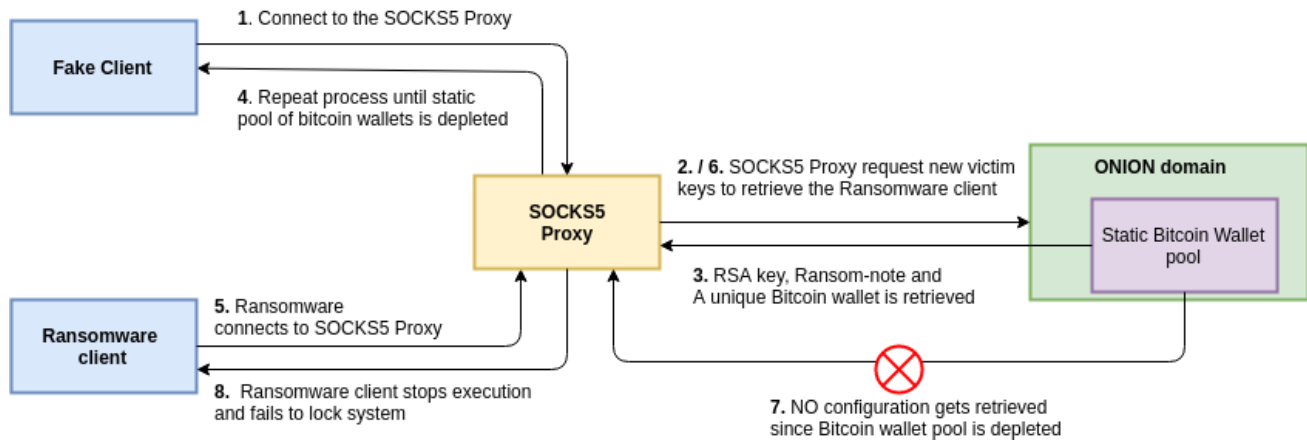 1. Connect to the SOCKS5 Proxy
Fake Client
4. Repeat process until static
pool of bitcoin wallets is depleted
2. / 6. SOCKS5 Proxy request new victim
keys to retrieve the Ransomware client
ONION domain
SOCKS5
Proxy
Static Bitcoin Wallet
pool
3. RSA key, Ransom-note and
A unique Bitcoin wallet is retrieved
5. Ransomware
connects to SOCKS5 Proxy
Ransomware
client
8. Ransomware client stops execution
and fails to lock system
7. NO configuration gets retrieved
since Bitcoin wallet pool is depleted